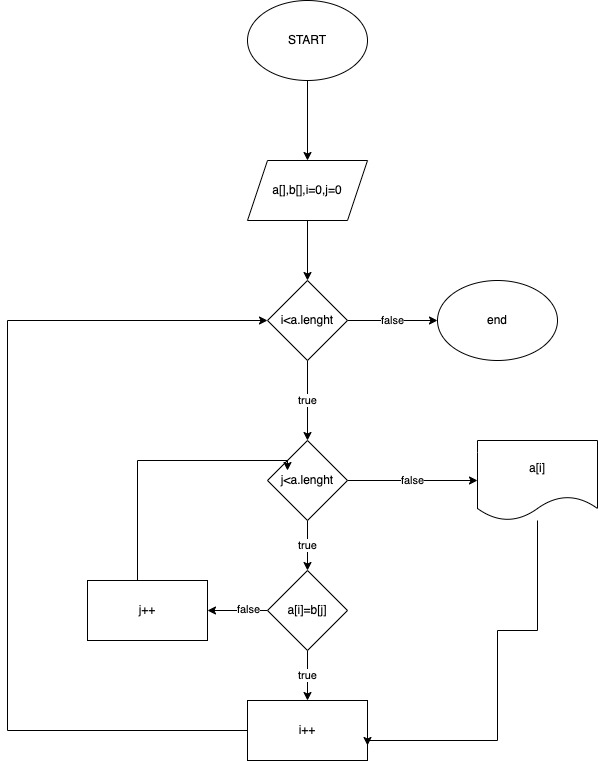 START
a[],b[],i=0,j=0
i<a.lenght
false
end
true
j<a.lenght
false
a[i]
true
a[i]=b[j]
false
j++
true
i++